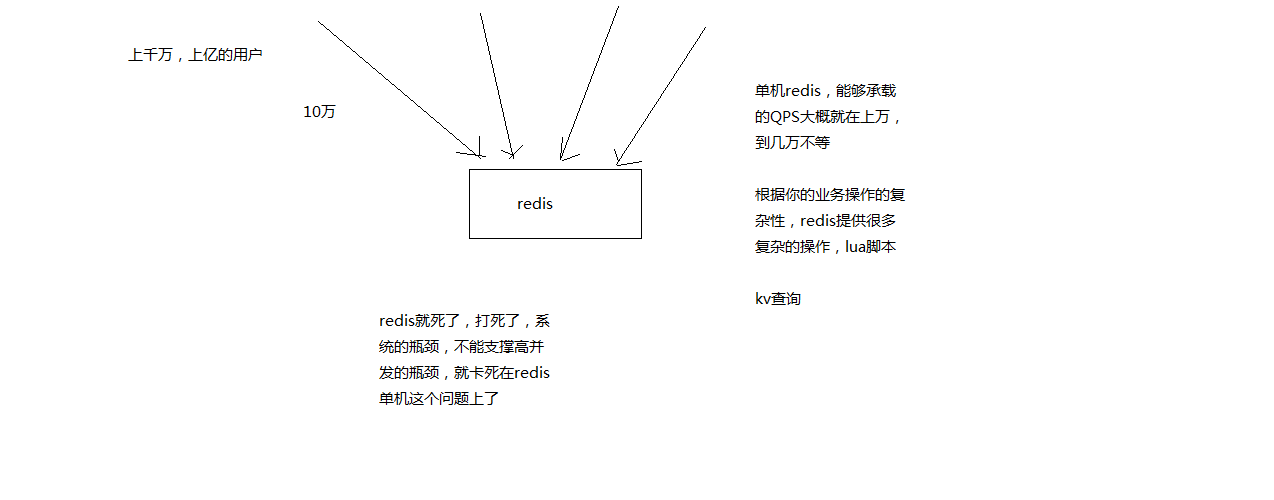 上千万，上亿的用户
10万
单机redis，能够承载
的QPS大概就在上万，
到几万不等
根据你的业务操作的复
杂性，redis提供很多
复杂的操作，lua脚本
kv查询
redis
redis就死了，打死了，系
统的瓶颈，不能支撑高并
发的瓶颈，就卡死在redis
单机这个问题上了